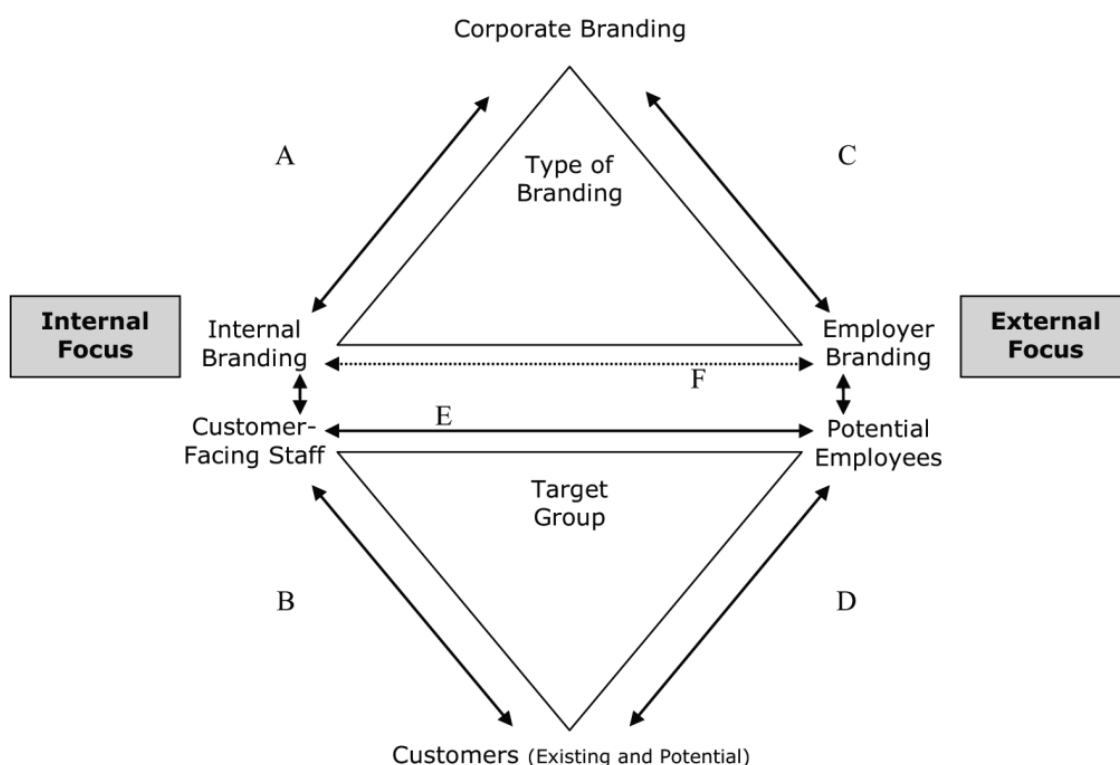 Corporate Branding
A
C
Type of
Branding
Internal
Focus
Internal
Branding
Employer
Branding
External
Focus
F
E
Customer-
Facing Staff
Potential
Employees
Target
Group
B
D
Customers (Existing and Potential)